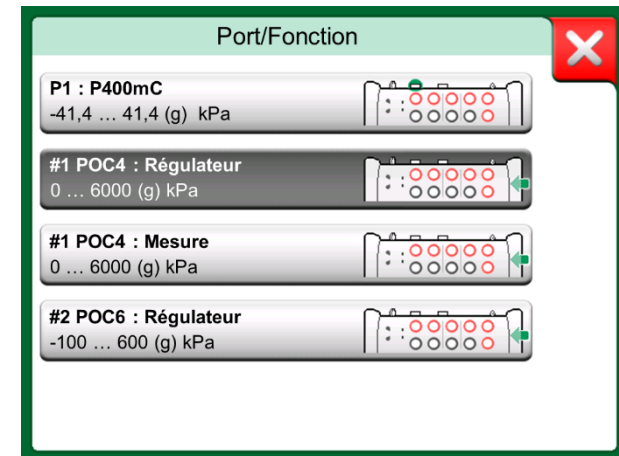 Port/Fonction
P1 : P400mC
-41,4 … 41,4 (g) kPa
#1 POC4 : Régulateur
0 … 6000 (g) kPa
#1 POC4 : Mesure
0 … 6000 (g) kPa
#2 POC6 : Régulateur
-100 … 600 (g) kPa